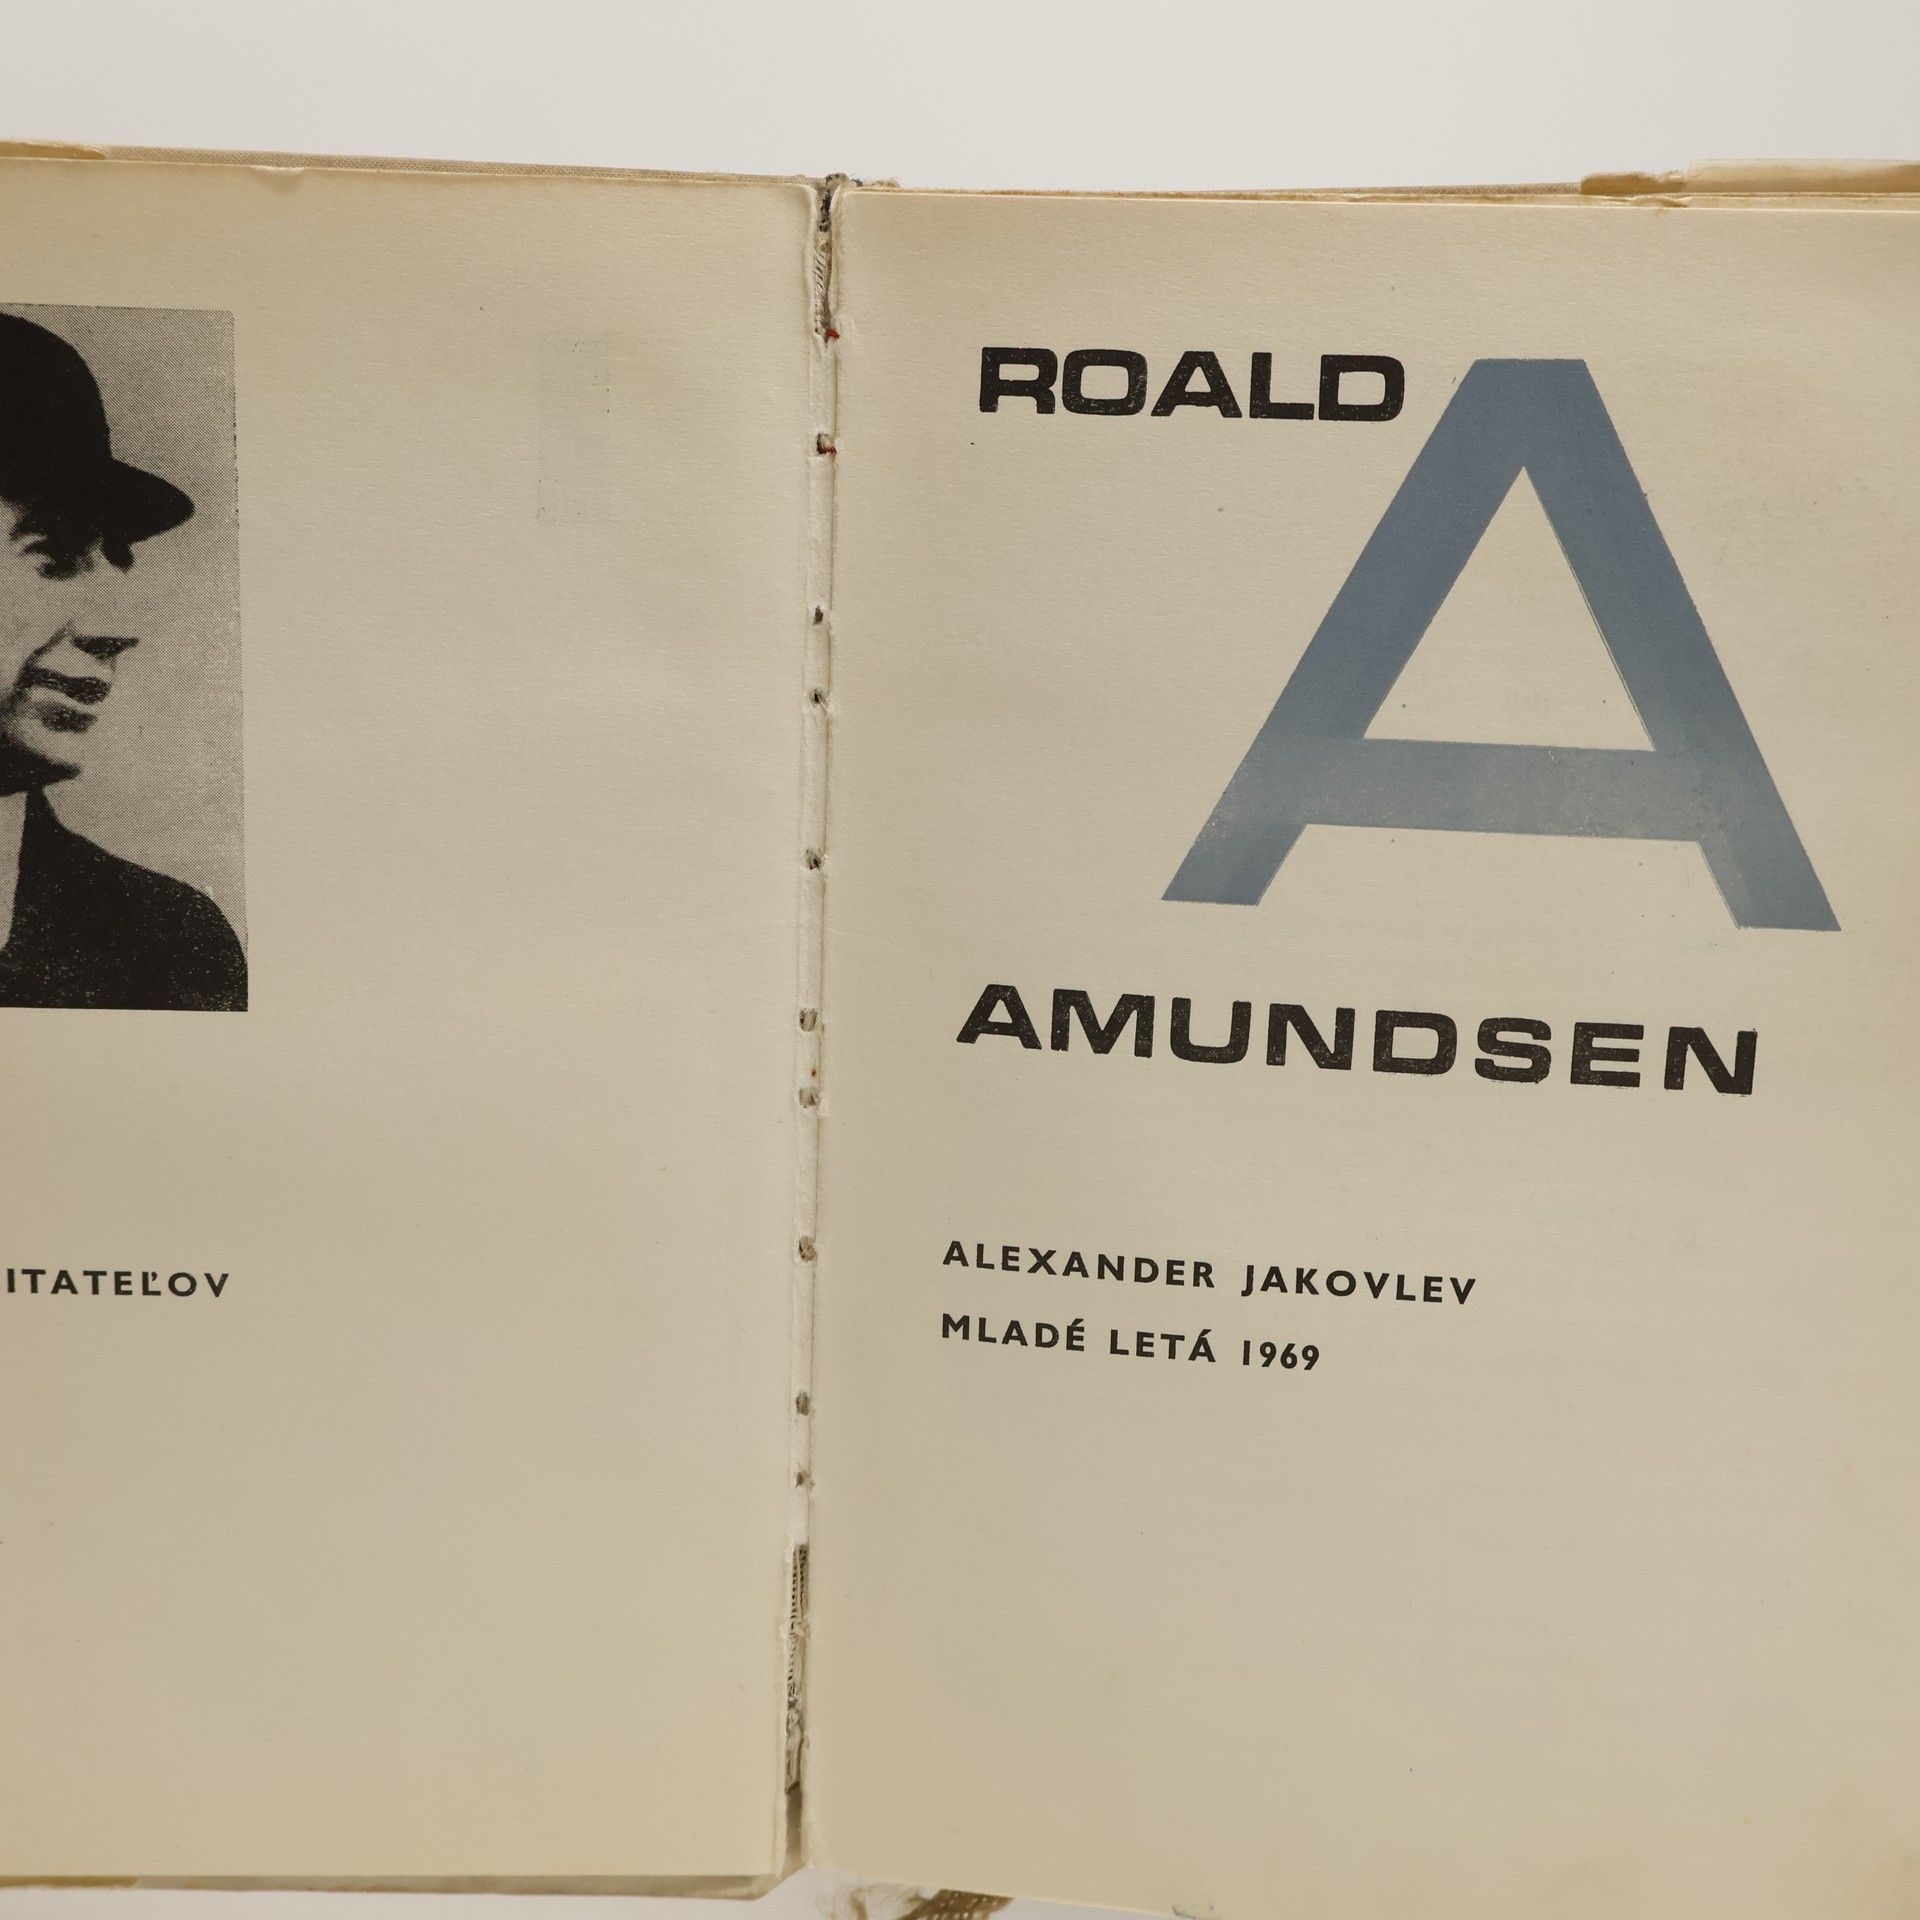 ITATEĽOV
ROALD
A
AMUNDSEN
ALEXANDER JAKOVLEV
MLADÉ LETÁ 1969